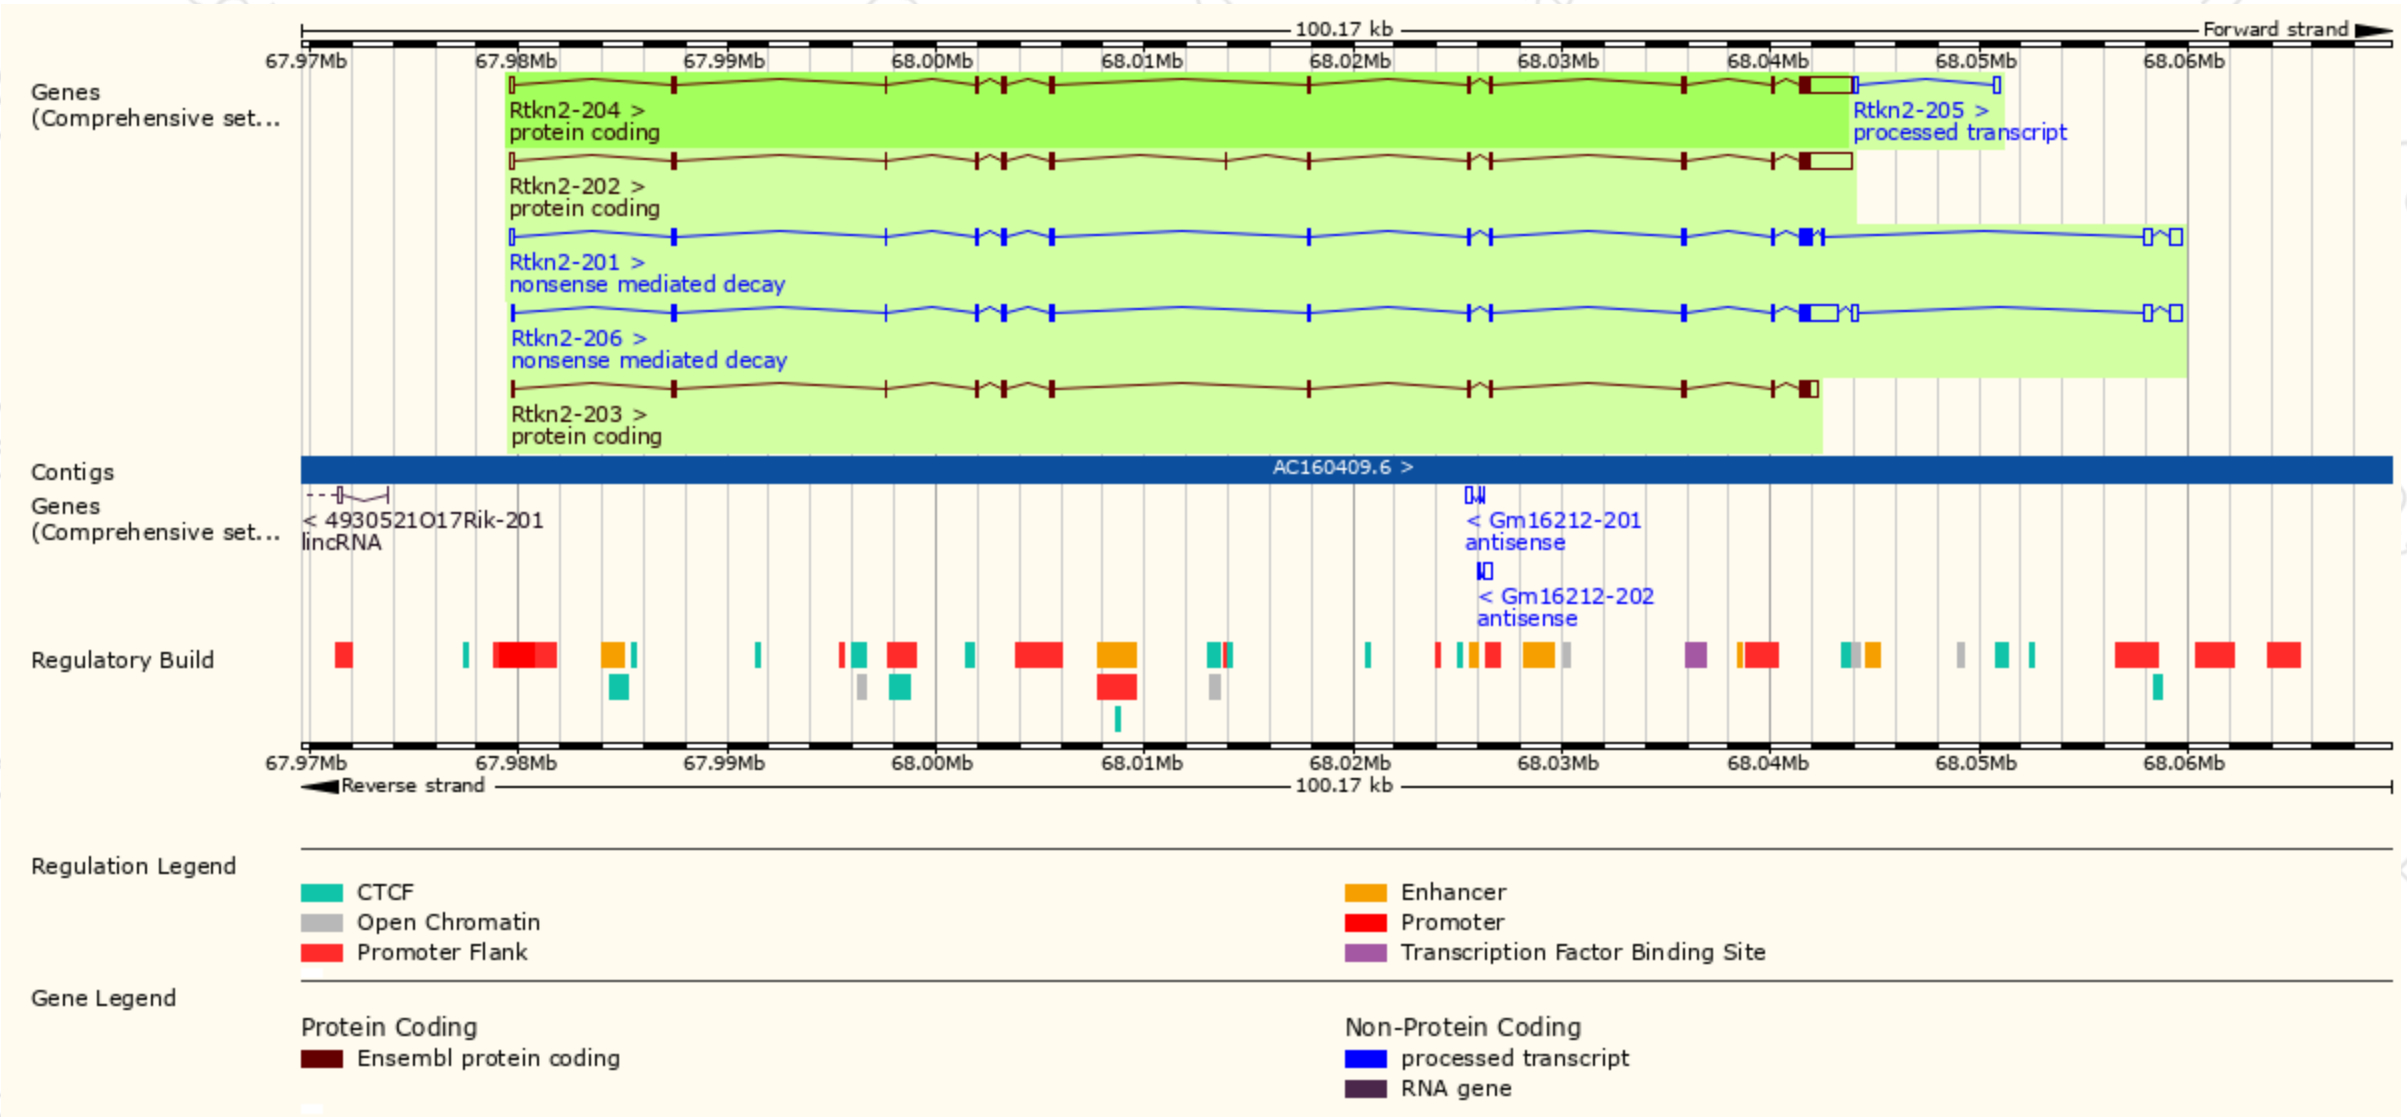 100.17 kb
Forward strand
67.97Mb 67.98Mb 67.99Mb 68.00Mb 68.01Mb 68.02Mb 68.03Mb 68.04Mb 68.05Mb 68.06Mb
Genes
(Comprehensive set...
Rtkn2-204 >
protein coding
Rtkn2-205 >
processed transcript
Rtkn2-202 >
protein coding
Rtkn2-201 >
nonsense mediated decay
Rtkn2-206 >
nonsense mediated decay
Rtkn2-203 >
protein coding
Contigs
AC160409.6 >
Genes
(Comprehensive set...
< 4930521O17Rik-201
lincRNA
< Gm16212-201
antisense
< Gm16212-202
antisense
Regulatory Build
67.97Mb 67.98Mb 67.99Mb 68.00Mb 68.01Mb 68.02Mb 68.03Mb 68.04Mb 68.05Mb 68.06Mb
Reverse strand
100.17 kb
Regulation Legend
CTCF
Enhancer
Open Chromatin
Promoter
Promoter Flank
Transcription Factor Binding Site
Gene Legend
Protein Coding
Non-Protein Coding
Ensembl protein coding
processed transcript
RNA gene